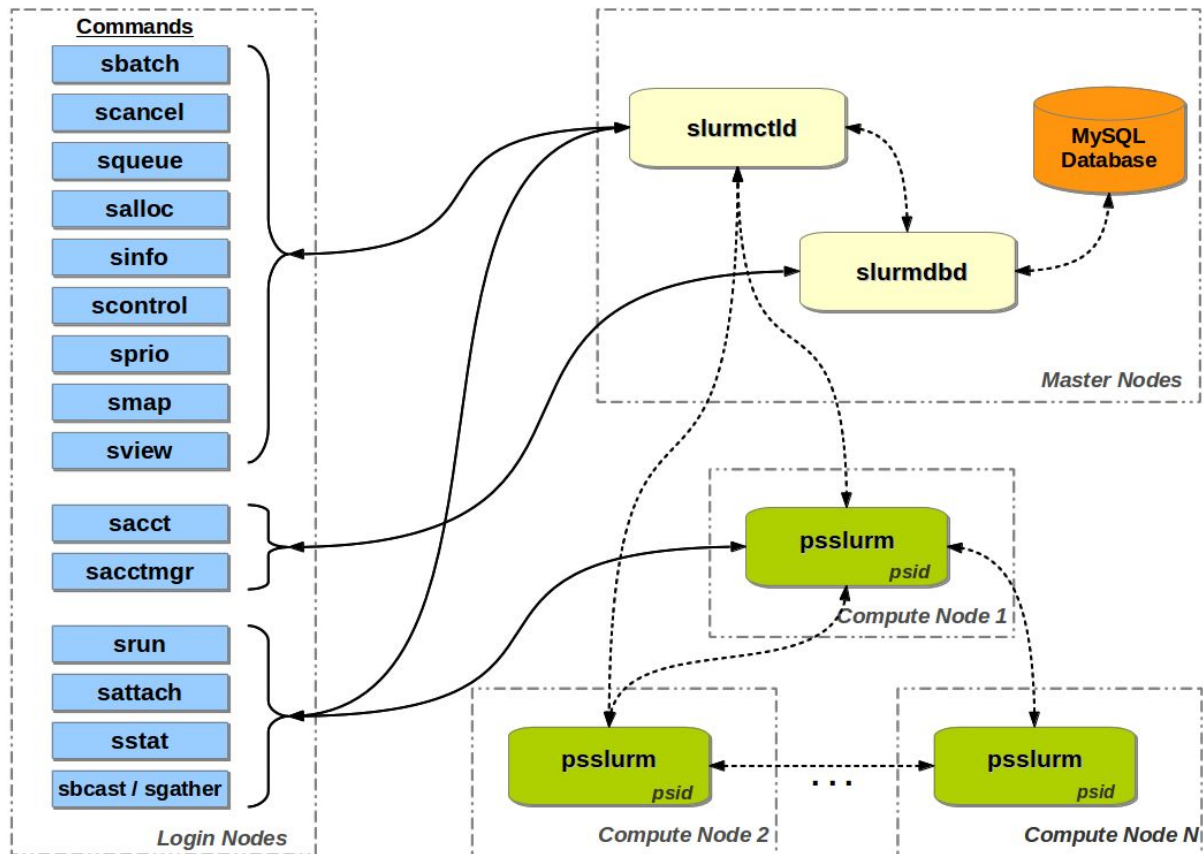 Commands
sbatch
scancel
squeue
salloc
sinfo
scontrol
sprio
smap
sview
sacct
sacctmgr
srun
sattach
sstat
sbcast / sgather
Login Nodes
slurmctld
MySQL
Database
slurmdbd
Master Nodes
psslurm
psid
Compute Node 1
psslurm
psid
Compute Node 2
...
psslurm
psid
Compute Node N